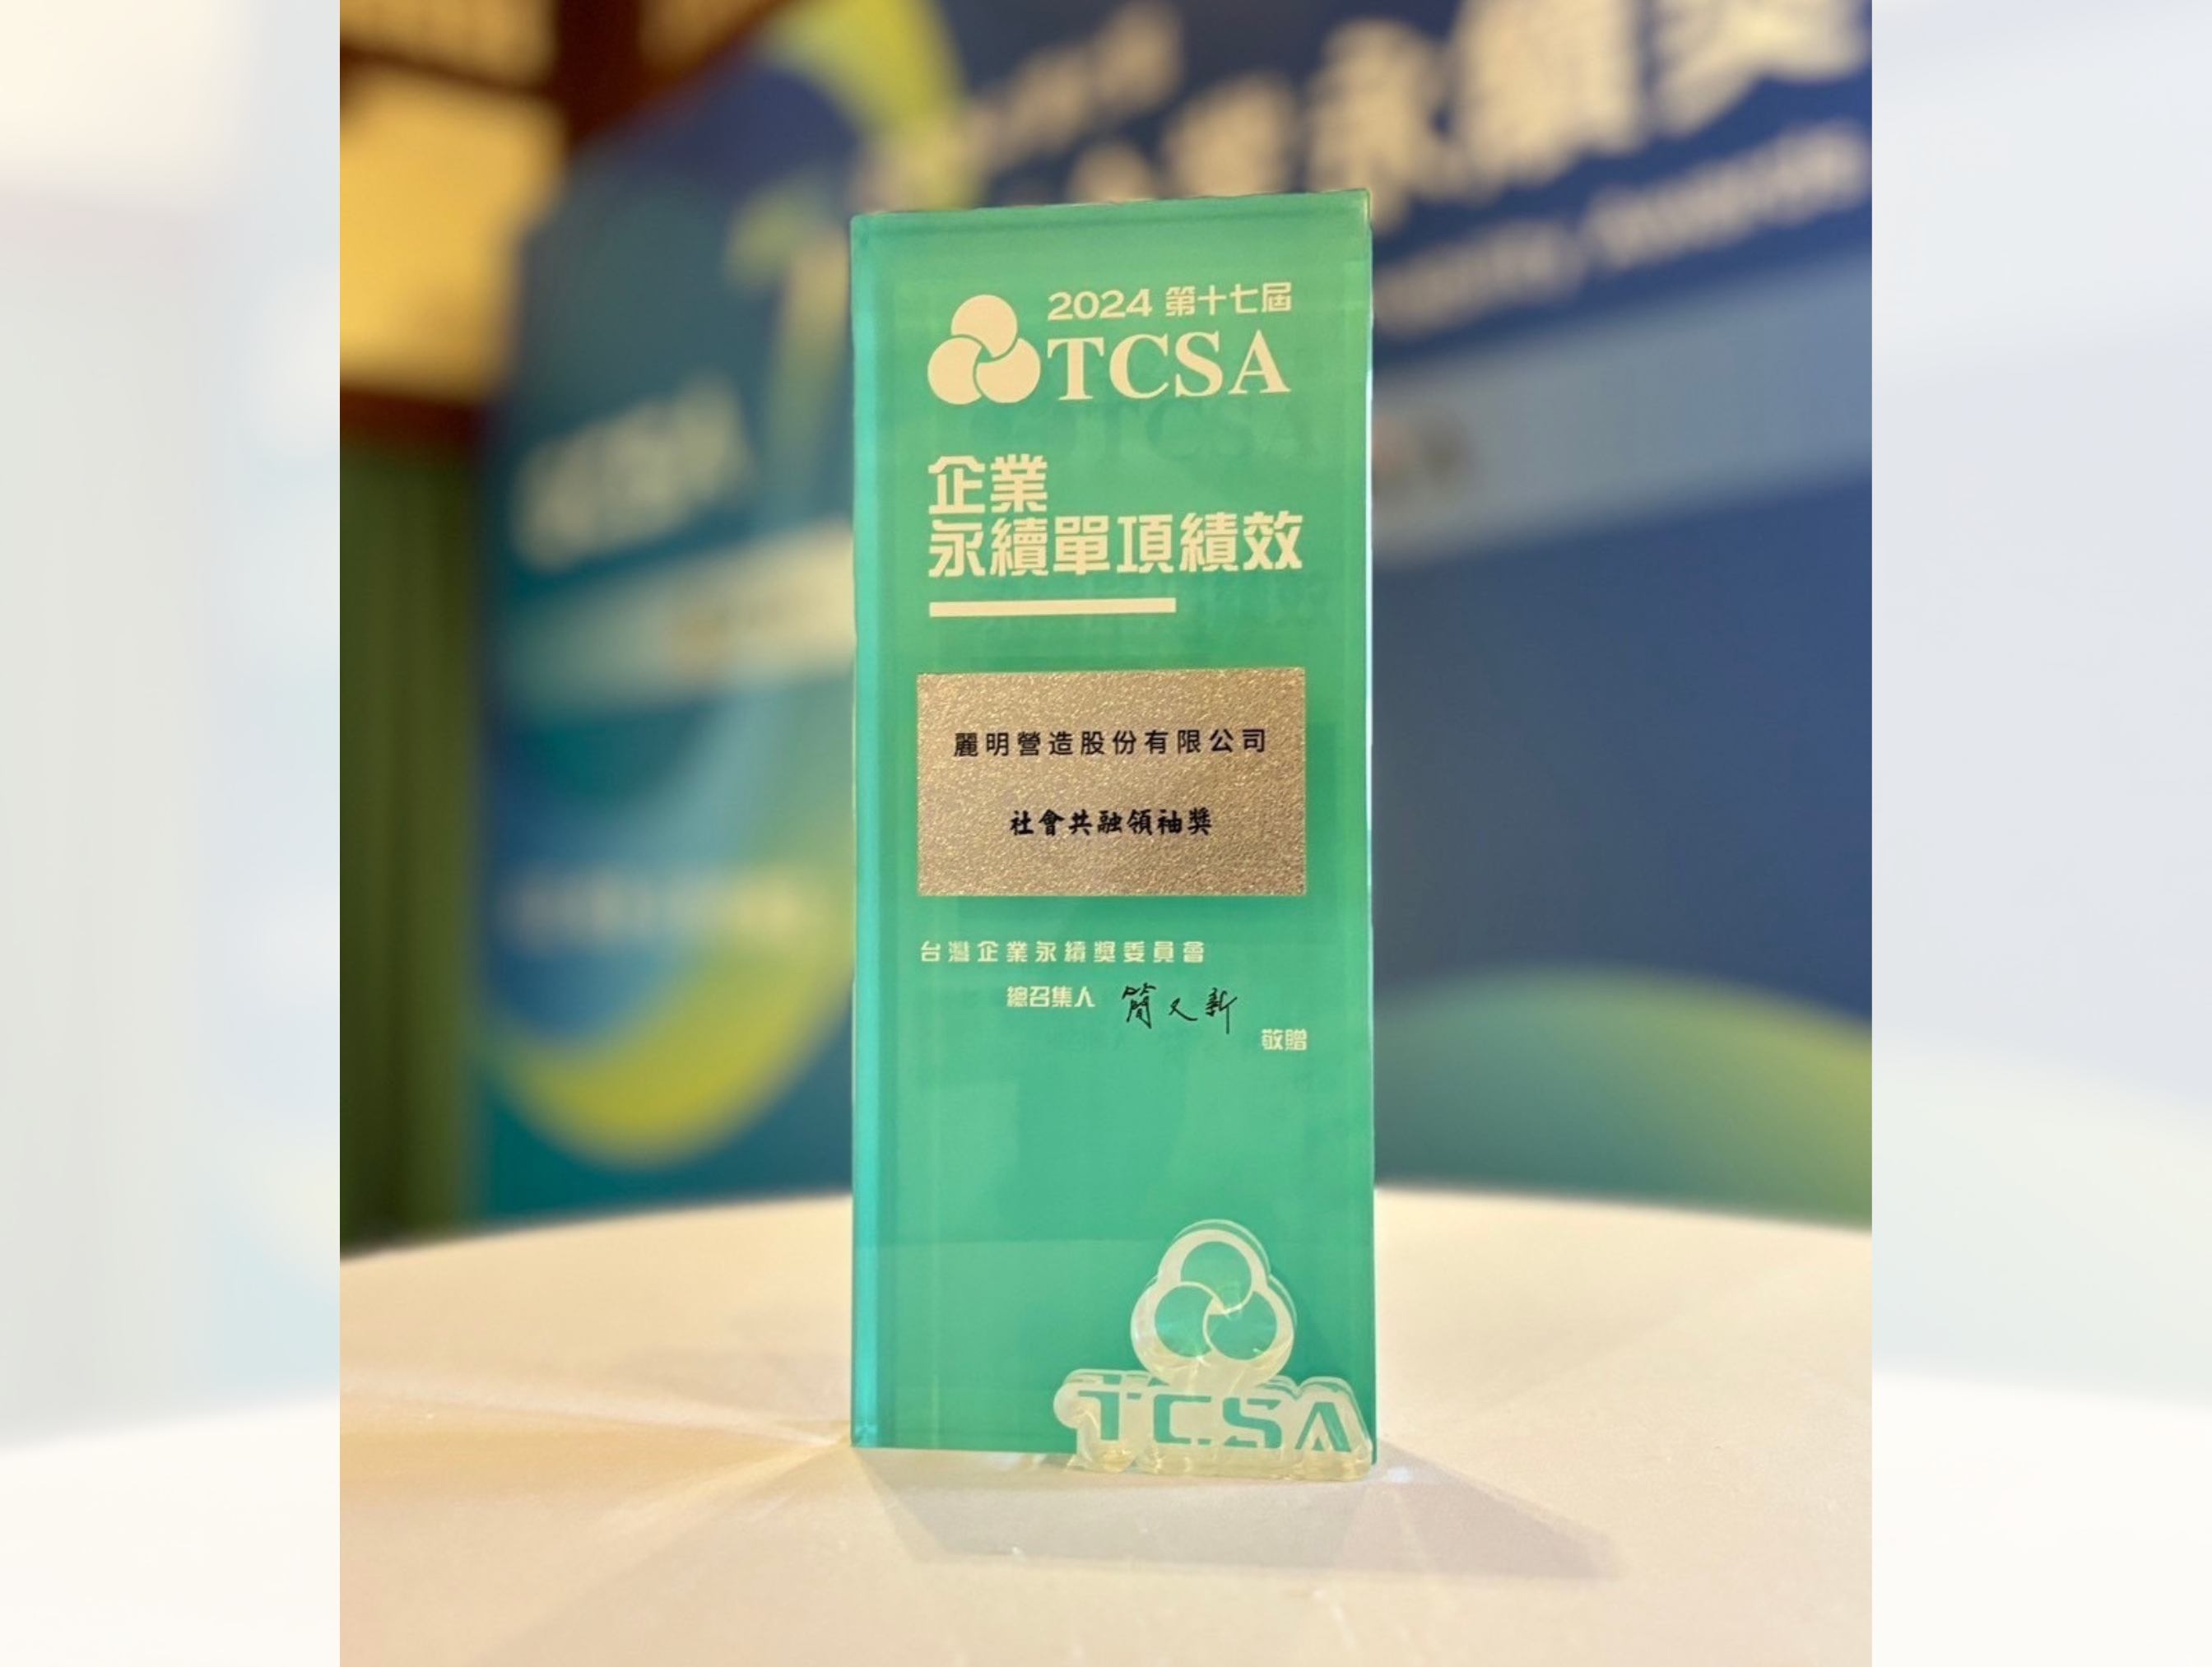 2024 第十七屆
TCSA
企業
永續單項績效
麗明營造股份有限公司
社會共融領袖獎
台灣企業永續獎委員會
總召集人 簡又新
敬贈
TCSA